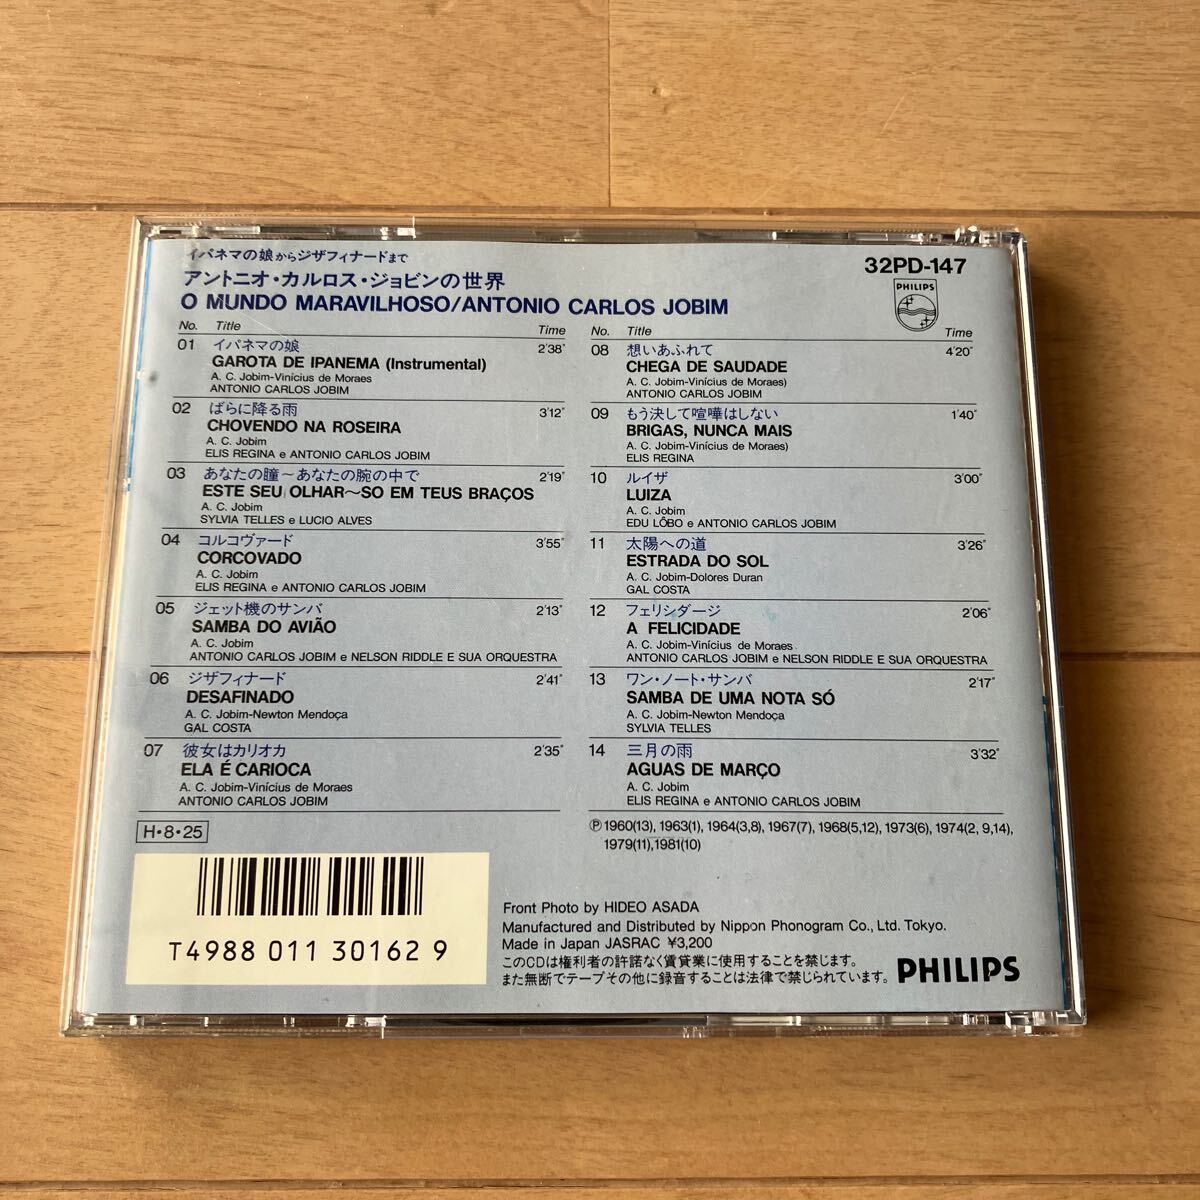 イパネマの娘からジザフィナードまで
アントニオ・カルロス・ジョビンの世界
O MUNDO MARAVILHOSO/ANTONIO CARLOS JOBIM
32PD-147
PHILIPS
No. Title Time
01 イパネマの娘 2'38"
GAROTA DE IPANEMA (Instrumental)
A. C. Jobim-Vinícius de Moraes
ANTONIO CARLOS JOBIM
02 ばらに降る雨 3'12"
CHOVENDO NA ROSEIRA
A. C. Jobim
ELIS REGINA e ANTONIO CARLOS JOBIM
03 あなたの瞳〜あなたの腕の中で 2'19"
ESTE SEU OLHAR〜SO EM TEUS BRAÇOS
A. C. Jobim
SYLVIA TELLES e LUCIO ALVES
04 コルコヴァード 3'55"
CORCOVADO
A. C. Jobim
ELIS REGINA e ANTONIO CARLOS JOBIM
05 ジェット機のサンバ 2'13"
SAMBA DO AVIÃO
A. C. Jobim
ANTONIO CARLOS JOBIM e NELSON RIDDLE E SUA ORQUESTRA
06 ジザフィナード 2'41"
DESAFINADO
A. C. Jobim-Newton Mendoça
GAL COSTA
07 彼女はカリオカ 2'35"
ELA É CARIOCA
A. C. Jobim-Vinícius de Moraes
ANTONIO CARLOS JOBIM
No. Title Time
08 想いあふれて 4'20"
CHEGA DE SAUDADE
A. C. Jobim-Vinícius de Moraes)
ANTONIO CARLOS JOBIM
09 もう決して喧嘩はしない 1'40"
BRIGAS, NUNCA MAIS
A. C. Jobim-Vinícius de Moraes)
ELIS REGINA
10 ルイザ 3'00"
LUIZA
A. C. Jobim
EDU LÔBO e ANTONIO CARLOS JOBIM
11 太陽への道 3'26"
ESTRADA DO SOL
A. C. Jobim-Dolores Duran
GAL COSTA
12 フェリシダージ 2'06"
A FELICIDADE
A. C. Jobim-Vinícius de Moraes
ANTONIO CARLOS JOBIM e NELSON RIDDLE E SUA ORQUESTRA
13 ワン・ノート・サンバ 2'17"
SAMBA DE UMA NOTA SÓ
A. C. Jobim-Newton Mendoça
SYLVIA TELLES
14 三月の雨 3'32"
AGUAS DE MARÇO
A. C. Jobim
ELIS REGINA e ANTONIO CARLOS JOBIM
H・8・25
Ⓟ1960(13), 1963(1), 1964(3,8), 1967(7), 1968(5,12), 1973(6), 1974(2, 9,14),
1979(11),1981(10)
T4988 011 30162 9
Front Photo by HIDEO ASADA
Manufactured and Distributed by Nippon Phonogram Co., Ltd. Tokyo.
Made in Japan JASRAC ¥3,200
このCDは権利者の許諾なく賃貸業に使用することを禁じます。
また無断でテープその他に録音することは法律で禁じられています。
PHILIPS